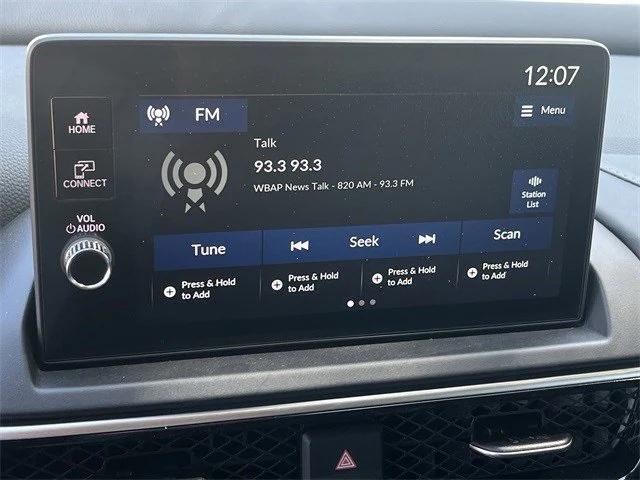 12:07
FM
Menu
HOME
Talk
93.3 93.3
WBAP News Talk - 820 AM - 93.3 FM
CONNECT
Station
List
VOL
AUDIO
Tune
Seek
Scan
Press & Hold
to Add
Press & Hold
to Add
Press & Hold
to Add
Press & Hold
to Add